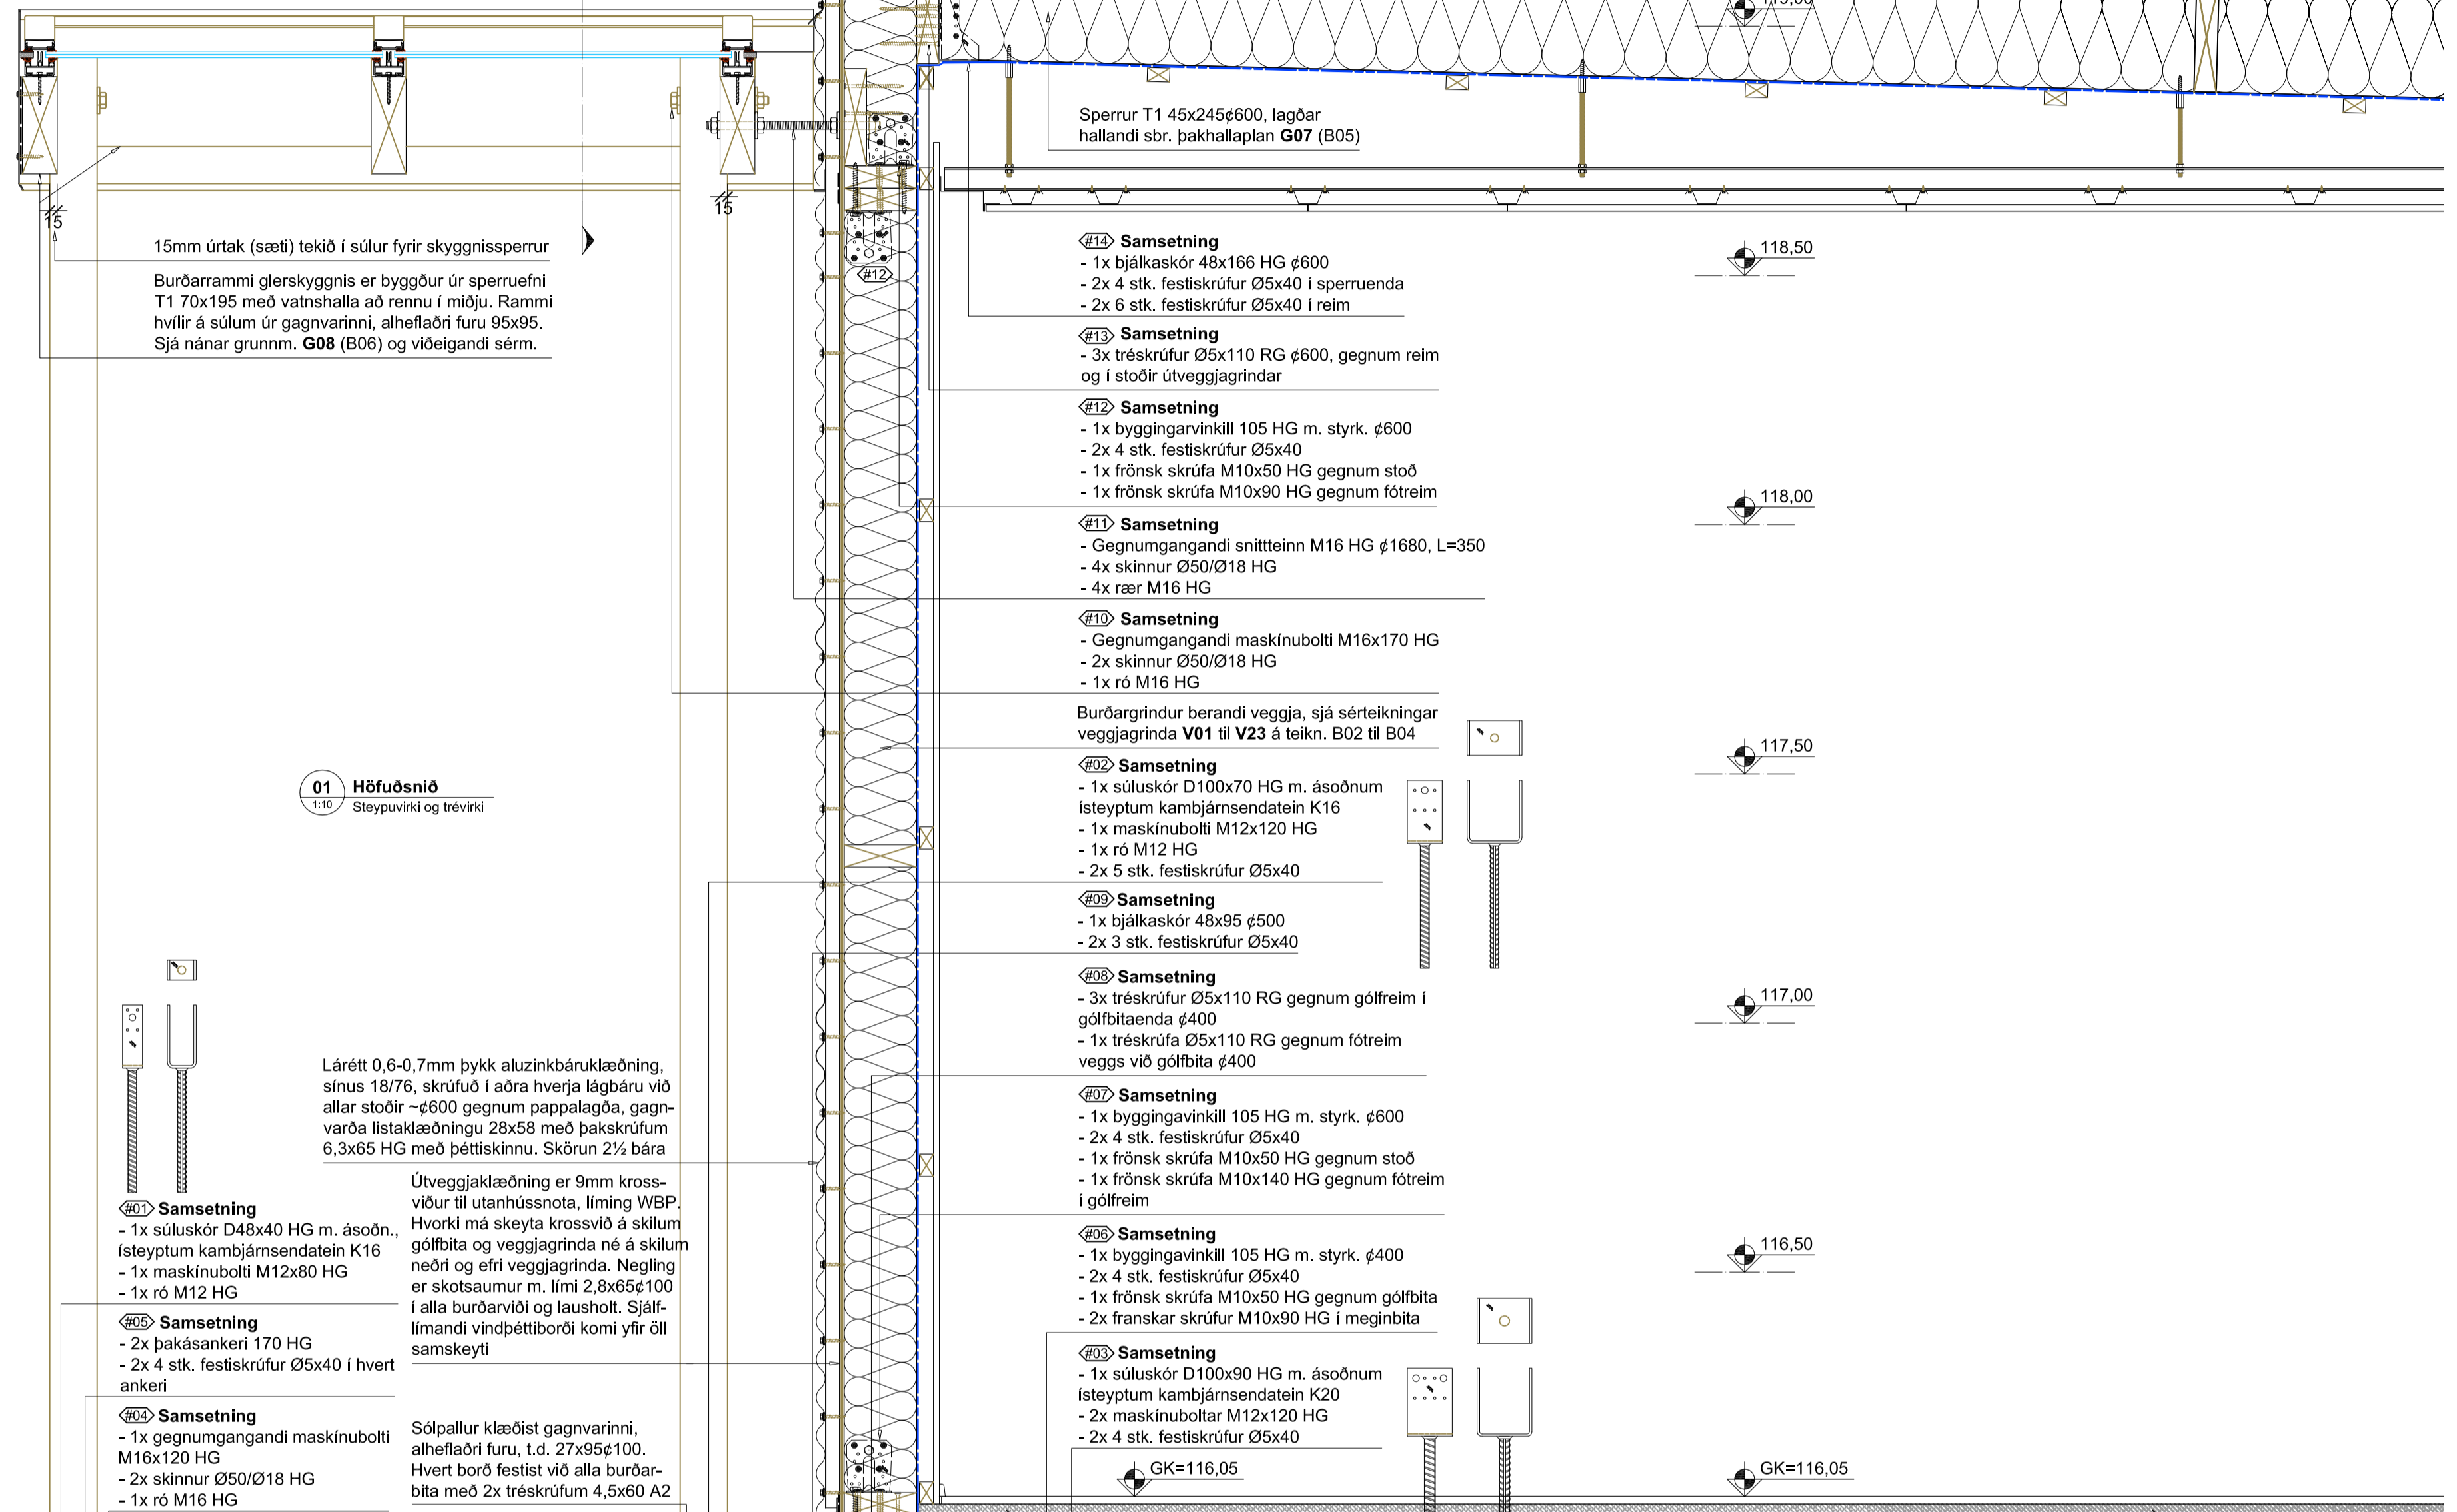 119,00
Sperrur T1 45x245¢600, lagðar
hallandi sbr. þakhallaplan G07 (B05)
15
15
15mm úrtak (sæti) tekið í súlur fyrir skyggnissperrur
Burðarrammi glerskyggnis er byggður úr sperruefni
T1 70x195 með vatnshalla að rennu í miðju. Rammi
hvílir á súlum úr gagnvarinni, alheflaðri furu 95x95.
Sjá nánar grunnm. G08 (B06) og viðeigandi sérm.
#12
#14 Samsetning
- 1x bjálkaskór 48x166 HG ¢600
- 2x 4 stk. festiskrúfur Ø5x40 í sperruenda
- 2x 6 stk. festiskrúfur Ø5x40 í reim
#13 Samsetning
- 3x tréskrúfur Ø5x110 RG ¢600, gegnum reim
og í stoðir útveggjagrindar
#12 Samsetning
- 1x byggingarvinkill 105 HG m. styrk. ¢600
- 2x 4 stk. festiskrúfur Ø5x40
- 1x frönsk skrúfa M10x50 HG gegnum stoð
- 1x frönsk skrúfa M10x90 HG gegnum fótreim
#11 Samsetning
- Gegnumgangandi snittteinn M16 HG ¢1680, L=350
- 4x skinnur Ø50/Ø18 HG
- 4x rær M16 HG
#10 Samsetning
- Gegnumgangandi maskínubolti M16x170 HG
- 2x skinnur Ø50/Ø18 HG
- 1x ró M16 HG
Burðargrindur berandi veggja, sjá sérteikningar
veggjagrinda V01 til V23 á teikn. B02 til B04
#02 Samsetning
- 1x súluskór D100x70 HG m. ásoðnum
ísteyptum kambjárnsendatein K16
- 1x maskínubolti M12x120 HG
- 1x ró M12 HG
- 2x 5 stk. festiskrúfur Ø5x40
#09 Samsetning
- 1x bjálkaskór 48x95 ¢500
- 2x 3 stk. festiskrúfur Ø5x40
#08 Samsetning
- 3x tréskrúfur Ø5x110 RG gegnum gólfreim í
gólfbitaenda ¢400
- 1x tréskrúfa Ø5x110 RG gegnum fótreim
veggs við gólfbita ¢400
#07 Samsetning
- 1x byggingavinkill 105 HG m. styrk. ¢600
- 2x 4 stk. festiskrúfur Ø5x40
- 1x frönsk skrúfa M10x50 HG gegnum stoð
- 1x frönsk skrúfa M10x140 HG gegnum fótreim
í gólfreim
#06 Samsetning
- 1x byggingavinkill 105 HG m. styrk. ¢400
- 2x 4 stk. festiskrúfur Ø5x40
- 1x frönsk skrúfa M10x50 HG gegnum gólfbita
- 2x franskar skrúfur M10x90 HG í meginbita
#03 Samsetning
- 1x súluskór D100x90 HG m. ásoðnum
ísteyptum kambjárnsendatein K20
- 2x maskínuboltar M12x120 HG
- 2x 4 stk. festiskrúfur Ø5x40
GK=116,05
118,50
118,00
117,50
117,00
116,50
GK=116,05
01 Höfuðsnið
1:10 Steypuvirki og trévirki
Lárétt 0,6-0,7mm þykk aluzinkbáruklæðning,
sínus 18/76, skrúfuð í aðra hverja lágbáru við
allar stoðir ~¢600 gegnum pappalagða, gagn-
varða listaklæðningu 28x58 með þakskrúfum
6,3x65 HG með þéttiskinnu. Skörun 2½ bára
Útveggjaklæðning er 9mm kross-
viður til utanhússnota, líming WBP.
Hvorki má skeyta krossvið á skilum
gólfbita og veggjagrinda né á skilum
neðri og efri veggjagrinda. Negling
er skotsaumur m. lími 2,8x65¢100
í alla burðarviði og lausholt. Sjálf-
límandi vindþéttiborði komi yfir öll
samskeyti
#01 Samsetning
- 1x súluskór D48x40 HG m. ásoðn.,
ísteyptum kambjárnsendatein K16
- 1x maskínubolti M12x80 HG
- 1x ró M12 HG
#05 Samsetning
- 2x þakásankeri 170 HG
- 2x 4 stk. festiskrúfur Ø5x40 í hvert
ankeri
#04 Samsetning
- 1x gegnumgangandi maskínubolti
M16x120 HG
- 2x skinnur Ø50/Ø18 HG
- 1x ró M16 HG
Sólpallur klæðist gagnvarinni,
alheflaðri furu, t.d. 27x95¢100.
Hvert borð festist við alla burðar-
bita með 2x tréskrúfum 4,5x60 A2